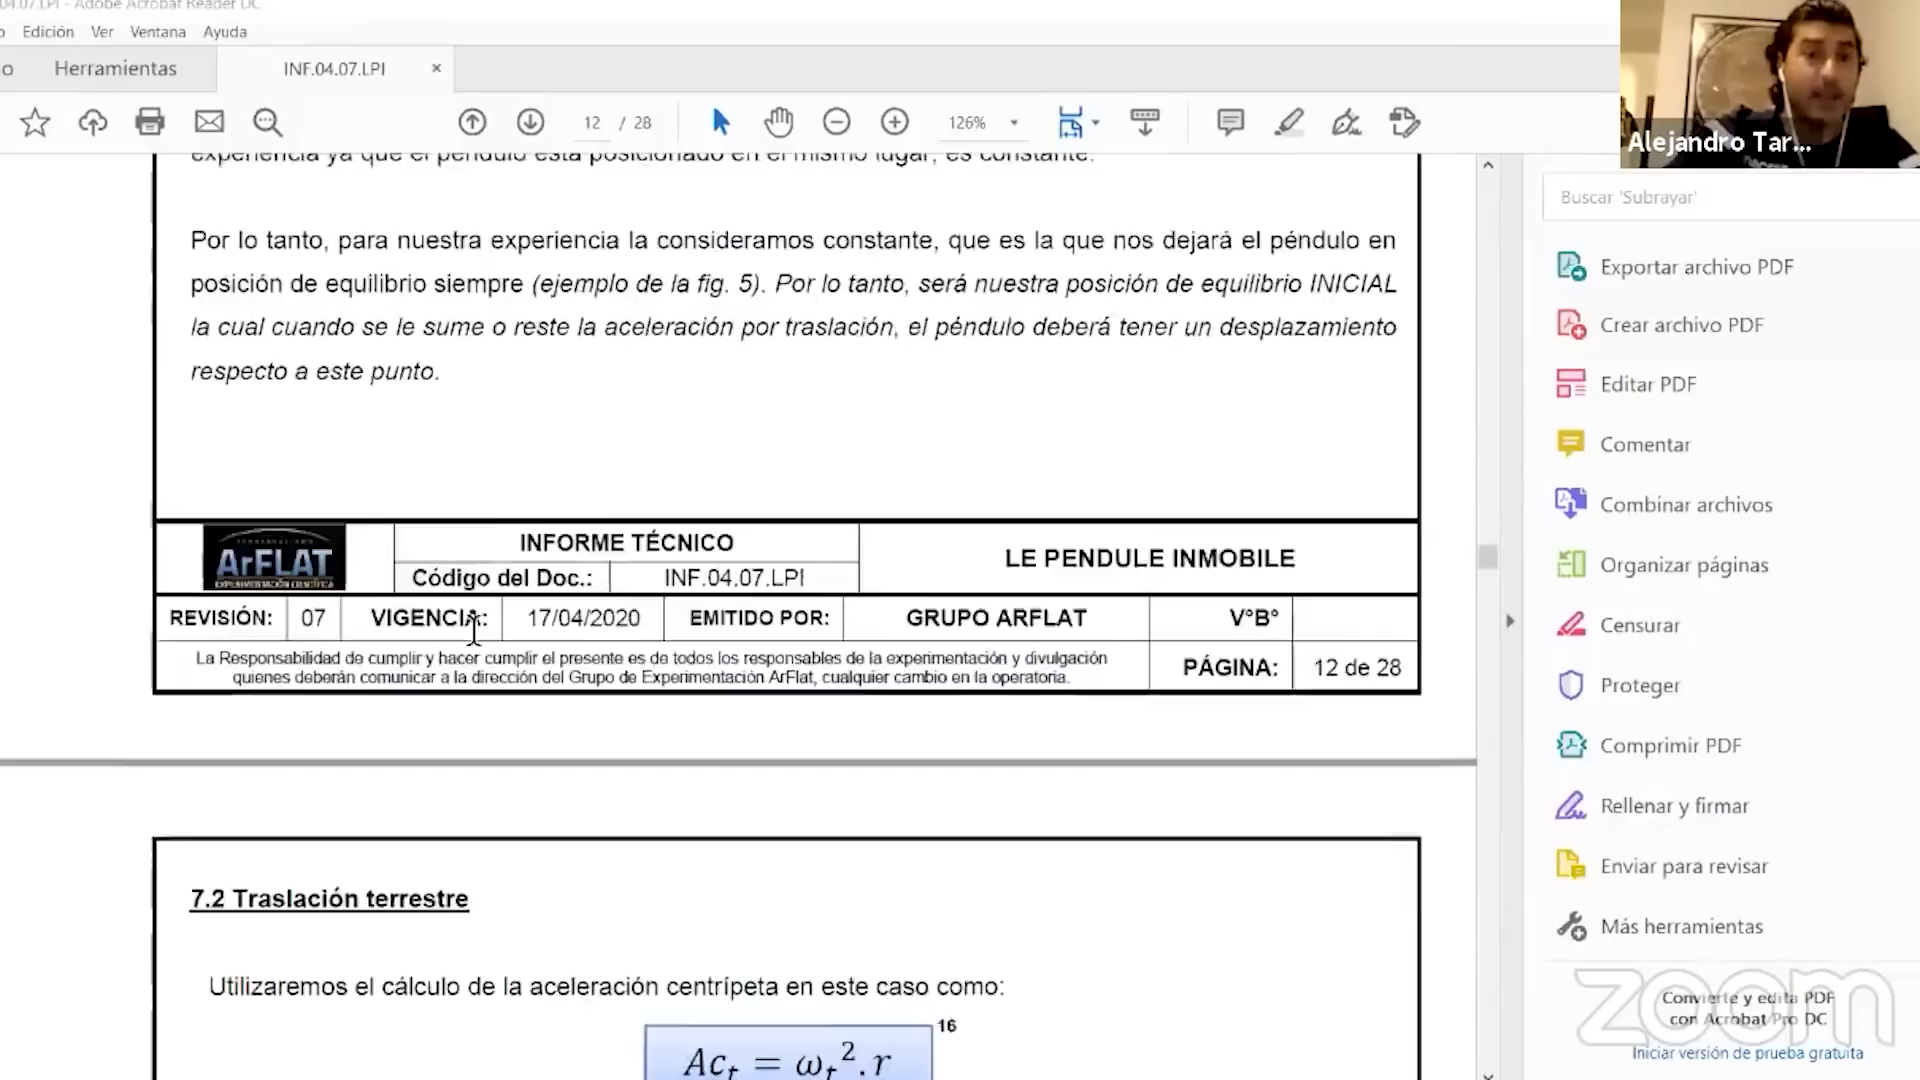 04.07.LPI - Adobe Acrobat Reader DC
Edición Ver Ventana Ayuda
o Herramientas INF.04.07.LPI ×
12 / 28 126%
Alejandro Tar...
experiencia ya que el péndulo está posicionado en el mismo lugar, es constante.
Por lo tanto, para nuestra experiencia la consideramos constante, que es la que nos dejará el péndulo en
posición de equilibrio siempre (ejemplo de la fig. 5). Por lo tanto, será nuestra posición de equilibrio INICIAL
la cual cuando se le sume o reste la aceleración por traslación, el péndulo deberá tener un desplazamiento
respecto a este punto.
ArFLAT
EXPERIMENTACIÓN CIENTÍFICA
INFORME TÉCNICO
Código del Doc.: INF.04.07.LPI
LE PENDULE INMOBILE
REVISIÓN: 07 VIGENCIA: 17/04/2020 EMITIDO POR: GRUPO ARFLAT V°B°
La Responsabilidad de cumplir y hacer cumplir el presente es de todos los responsables de la experimentación y divulgación
quienes deberán comunicar a la dirección del Grupo de Experimentación ArFlat, cualquier cambio en la operatoria.
PÁGINA: 12 de 28
7.2 Traslación terrestre
Utilizaremos el cálculo de la aceleración centrípeta en este caso como:
16
Ac_t = ω_t².r
Buscar 'Subrayar'
Exportar archivo PDF
Crear archivo PDF
Editar PDF
Comentar
Combinar archivos
Organizar páginas
Censurar
Proteger
Comprimir PDF
Rellenar y firmar
Enviar para revisar
Más herramientas
Convierte y edita PDF
con Acrobat Pro DC
Iniciar versión de prueba gratuita
zoom